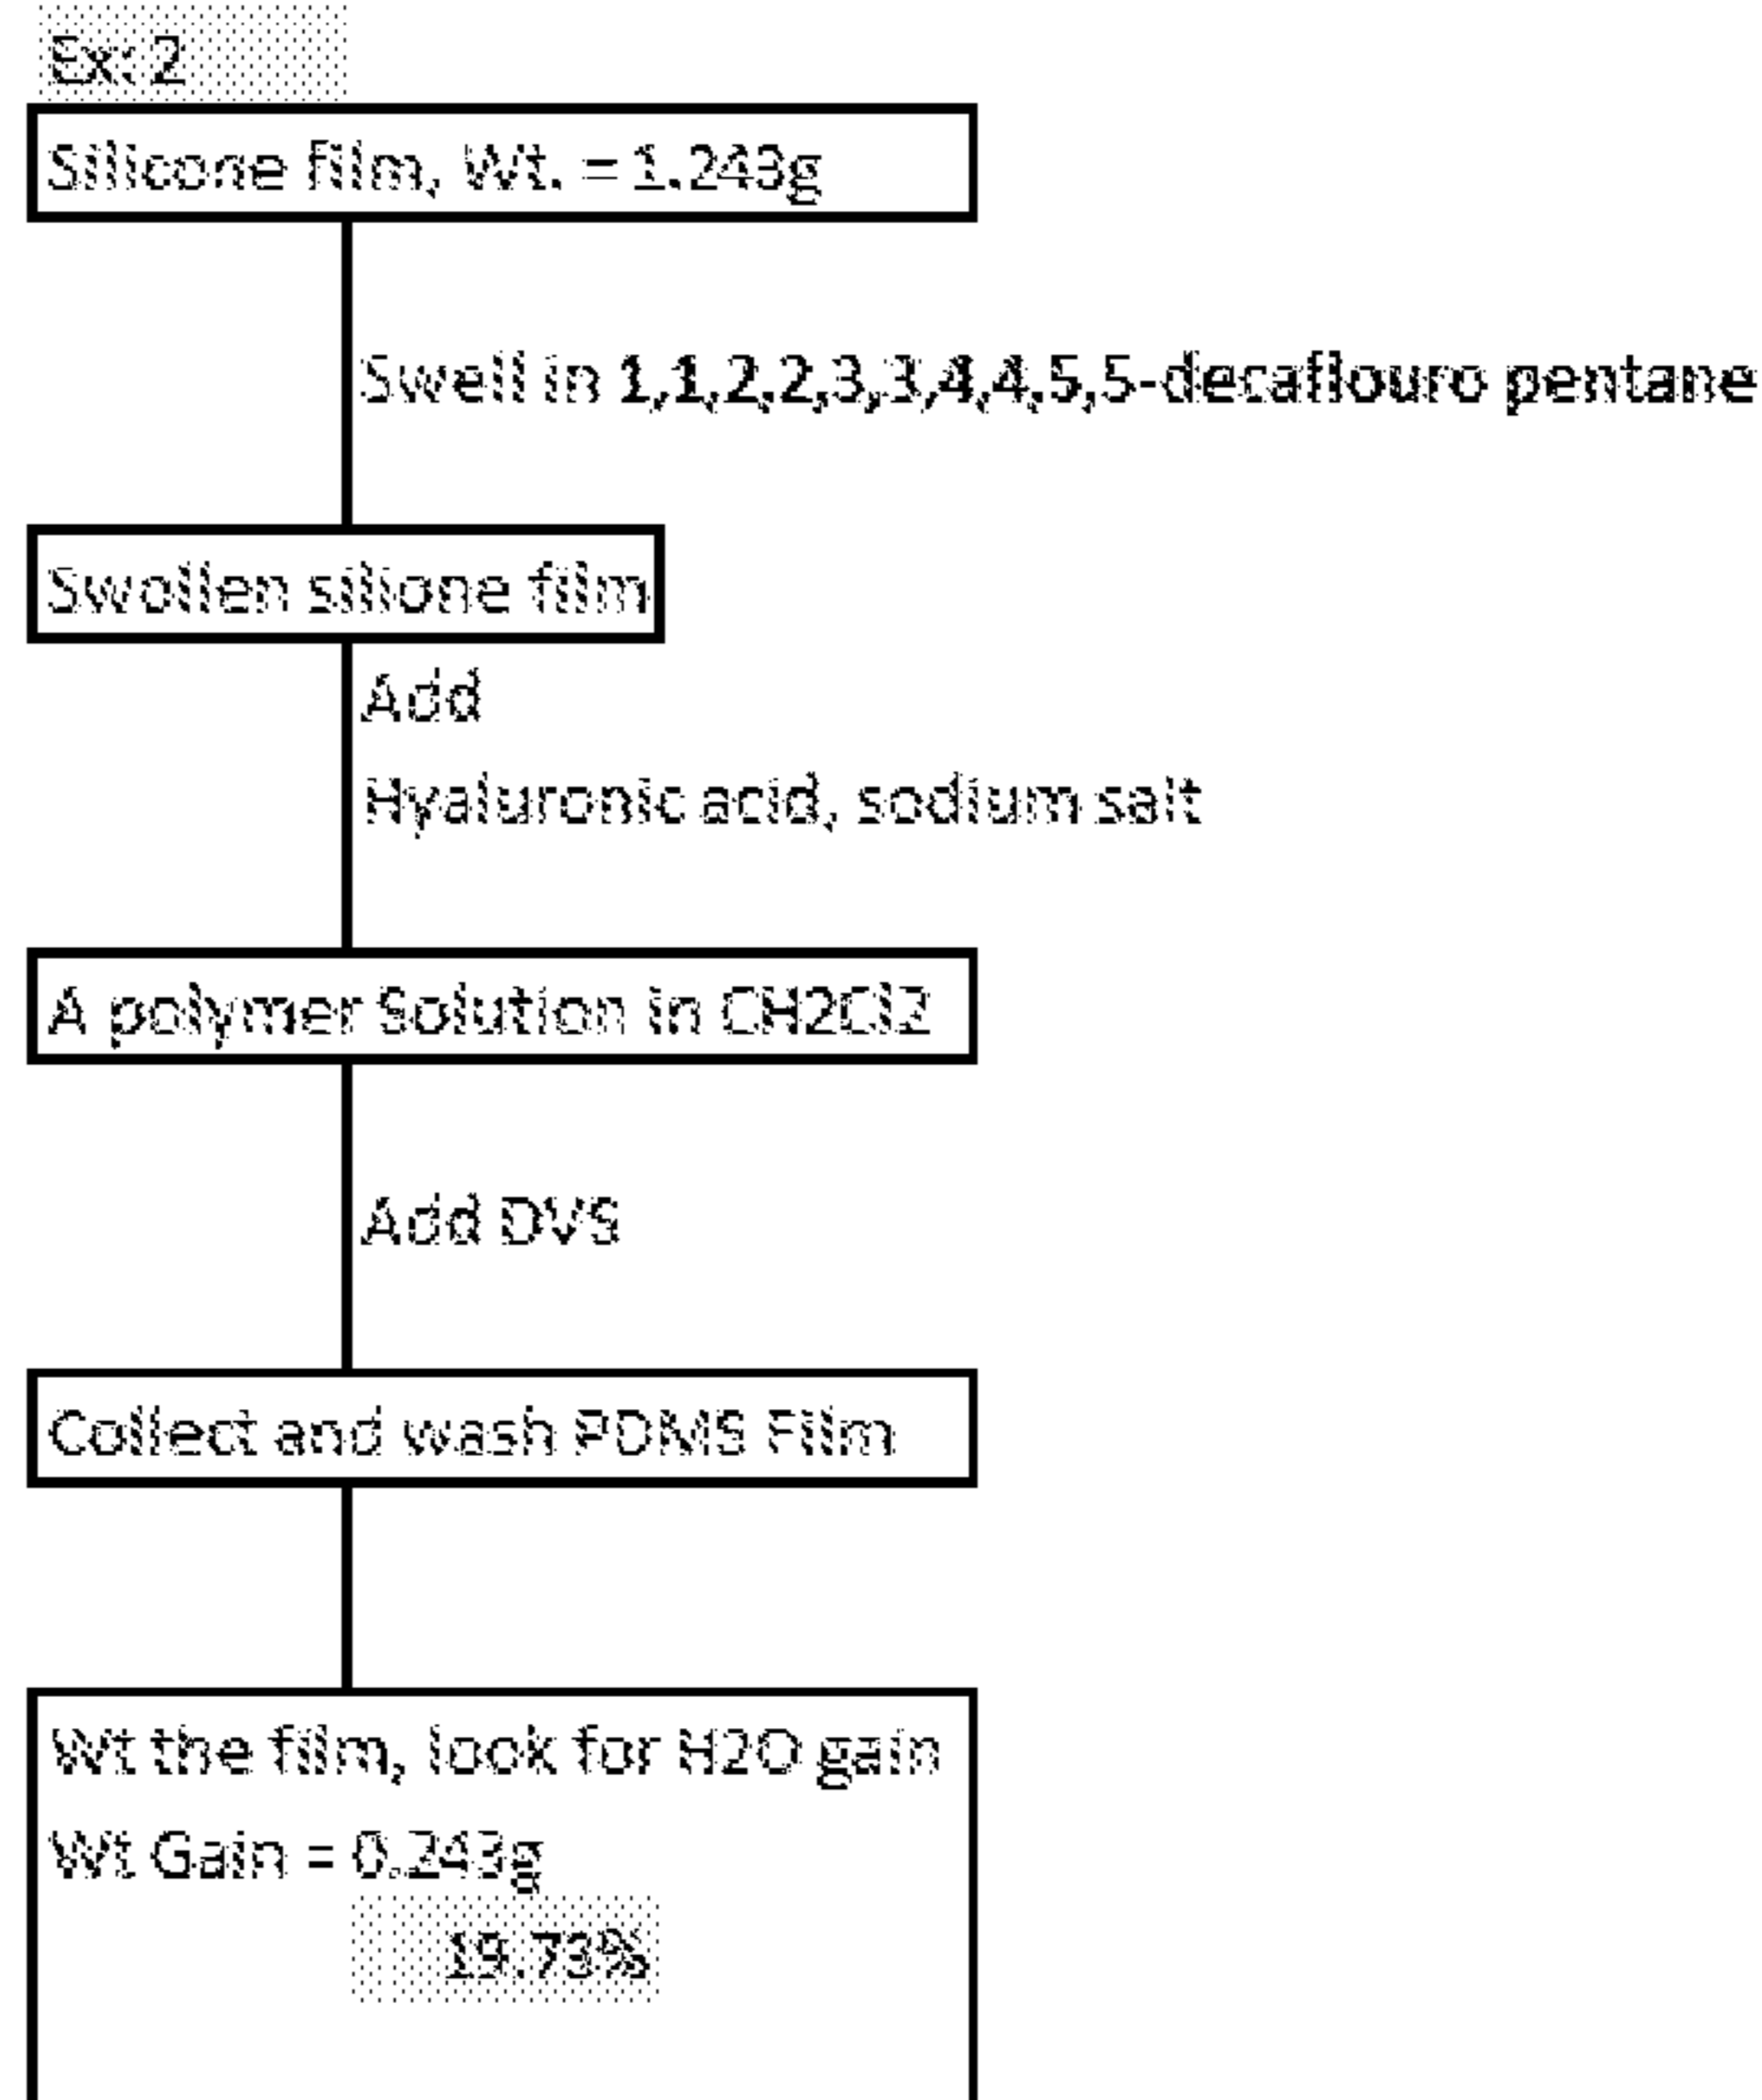 Ex: 2
Silicone film, Wt. = 1.243g
Swell in 1,1,2,2,3,3,4,4,5,5-decaflouro pentane
Swollen silione film
Add
Hyaluronic acid, sodium salt
A polymer Solution in CH2Cl2
Add DVS
Collect and wash PDMS Film
Wt the film, look for H2O gain
Wt Gain = 0.243g
19.73%